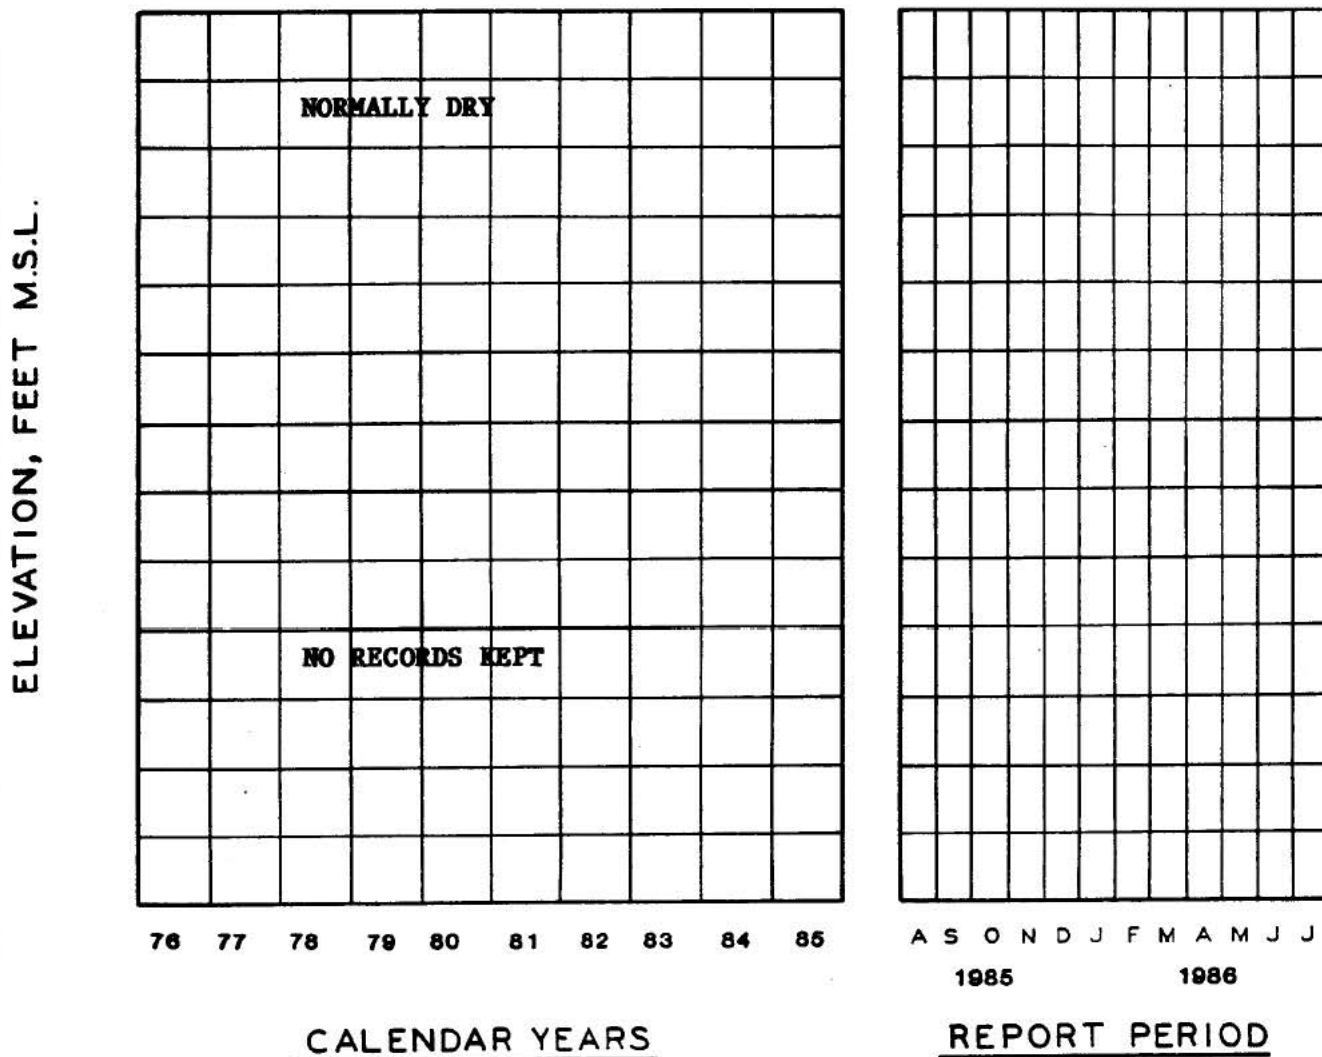 ELEVATION, FEET M.S.L.
NORMALLY DRY
NO RECORDS KEPT
76 77 78 79 80 81 82 83 84 85
CALENDAR YEARS
A S O N D J F M A M J J
1985 1986
REPORT PERIOD